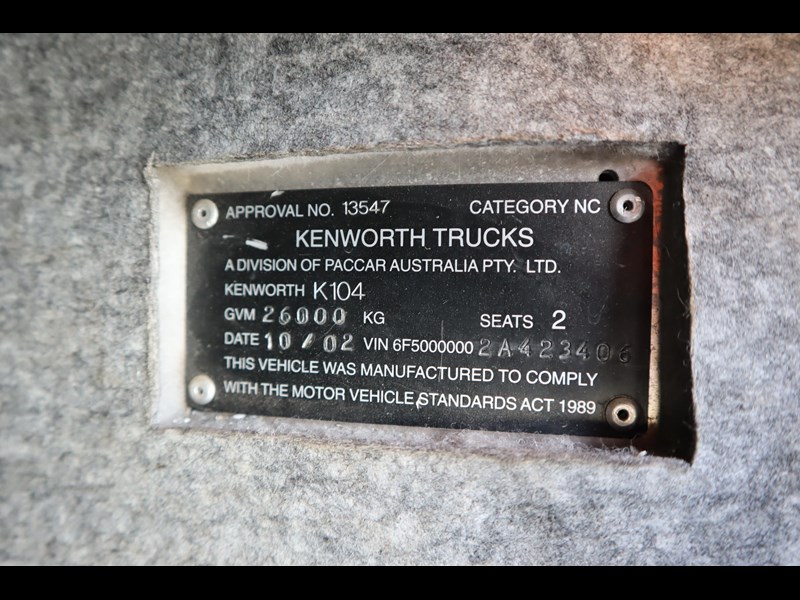 APPROVAL NO. 13547 CATEGORY NC
KENWORTH TRUCKS
A DIVISION OF PACCAR AUSTRALIA PTY. LTD.
KENWORTH K104
GVM 26000 KG SEATS 2
DATE 10/02 VIN 6F5000000 2A423406
THIS VEHICLE WAS MANUFACTURED TO COMPLY
WITH THE MOTOR VEHICLE STANDARDS ACT 1989